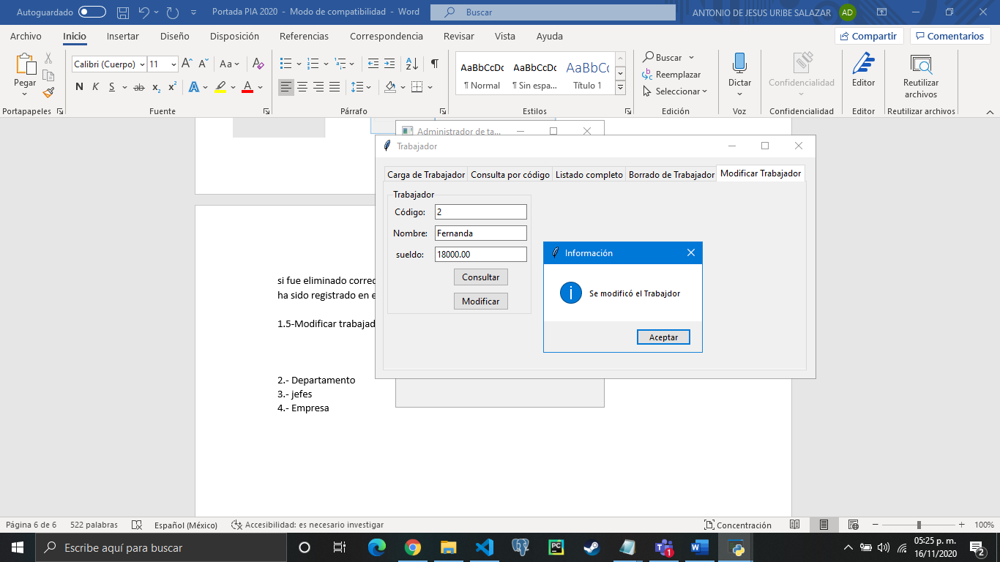 Autoguardado
Portada PIA 2020 - Modo de compatibilidad - Word
Buscar
ANTONIO DE JESUS URIBE SALAZAR AD
Archivo Inicio Insertar Diseño Disposición Referencias Correspondencia Revisar Vista Ayuda
Compartir Comentarios
Pegar
Portapapeles
Calibri (Cuerpo) 11
A A Aa A
N K S ab x2 x2 A A
Fuente
Párrafo
AaBbCcDc AaBbCcDc AaBbCc
¶ Normal ¶ Sin espa... Título 1
Estilos
Buscar
Reemplazar
Seleccionar
Edición
Dictar
Voz
Confidencialidad
Confidencialidad
Editor
Editor
Reutilizar
archivos
Reutilizar archivos
Administrador de ta...
Trabajador
Carga de Trabajador Consulta por código Listado completo Borrado de Trabajador Modificar Trabajador
Trabajador
Código: 2
Nombre: Fernanda
sueldo: 18000.00
Consultar
Modificar
Información
Se modificó el Trabajdor
Aceptar
si fue eliminado correc
ha sido registrado en e
1.5-Modificar trabajad
2.- Departamento
3.- jefes
4.- Empresa
Página 6 de 6 522 palabras Español (México) Accesibilidad: es necesario investigar
Concentración 100%
Escribe aquí para buscar
PC
1
05:25 p. m.
16/11/2020
2